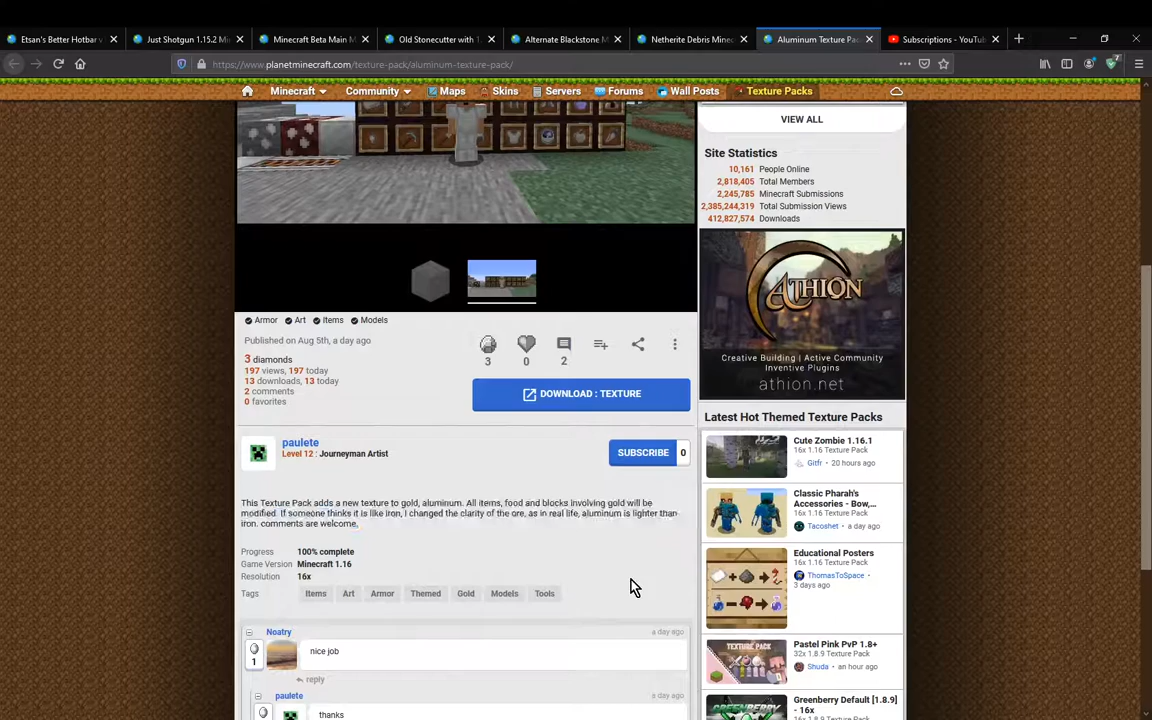 Etsan's Better Hotbar v
Just Shotgun 1.15.2 Mi
Minecraft Beta Main M
Old Stonecutter with 1.
Alternate Blackstone M
Netherite Debris Minec
Aluminum Texture Pac
Subscriptions - YouTu
https://www.planetminecraft.com/texture-pack/aluminum-texture-pack/
7
Minecraft
Community
Maps
Skins
Servers
Forums
Wall Posts
Texture Packs
VIEW ALL
Site Statistics
10,161 People Online
2,818,405 Total Members
2,245,785 Minecraft Submissions
2,385,244,319 Total Submission Views
412,827,574 Downloads
ATHION
Creative Building | Active Community
Inventive Plugins
athion.net
Armor Art Items Models
Published on Aug 5th, a day ago
3 diamonds
197 views, 197 today
13 downloads, 13 today
2 comments
0 favorites
3 0 2
DOWNLOAD : TEXTURE
paulete
Level 12 : Journeyman Artist
SUBSCRIBE 0
This Texture Pack adds a new texture to gold, aluminum. All items, food and blocks involving gold will be
modified. If someone thinks it is like iron, I changed the clarity of the ore, as in real life, aluminum is lighter than
iron. comments are welcome.
Progress 100% complete
Game Version Minecraft 1.16
Resolution 16x
Tags Items Art Armor Themed Gold Models Tools
Noatry a day ago
1
nice job
reply
paulete a day ago
thanks
Latest Hot Themed Texture Packs
Cute Zombie 1.16.1
16x 1.16 Texture Pack
Gitfr 20 hours ago
Classic Pharah's
Accessories - Bow,...
16x 1.16 Texture Pack
Tacoshet a day ago
Educational Posters
16x 1.16 Texture Pack
ThomasToSpace •
3 days ago
Pastel Pink PvP 1.8+
32x 1.8.9 Texture Pack
Shuda an hour ago
TEXTURE PACK
Greenberry Default [1.8.9]
- 16x